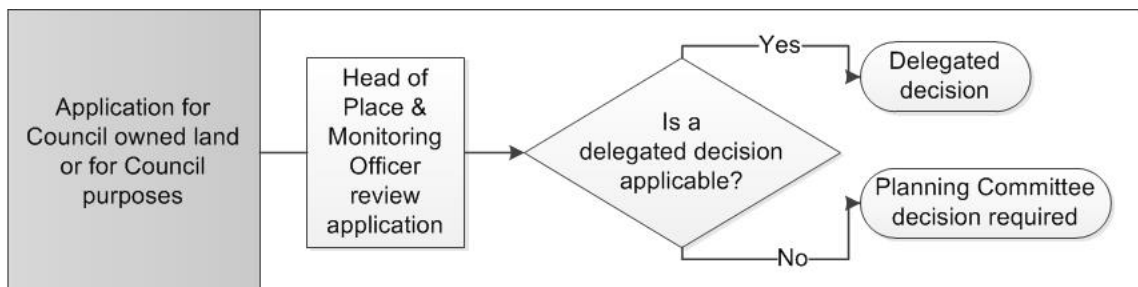 Application for
Council owned land
or for Council
purposes
Head of
Place &
Monitoring
Officer
review
application
Is a
delegated decision
applicable?
Yes
Delegated
decision
No
Planning Committee
decision required